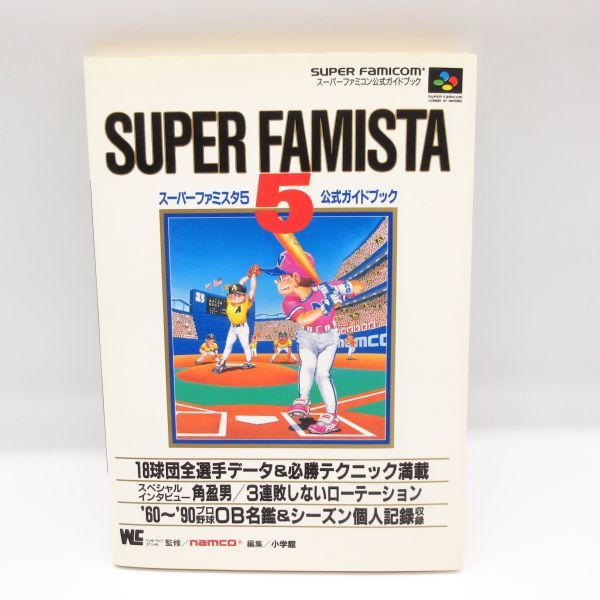 SUPER FAMICOM®
スーパーファミコン公式ガイドブック
SUPER FAMICOM
LICENSED BY NINTENDO
SUPER FAMISTA
スーパーファミスタ5 5 公式ガイドブック
A A
namco
18球団全選手データ&必勝テクニック満載
スペシャルインタビュー 角盈男/3連敗しないローテーション
'60〜'90プロ野球OB名鑑&シーズン個人記録収録
監修/namco® 編集/小学館